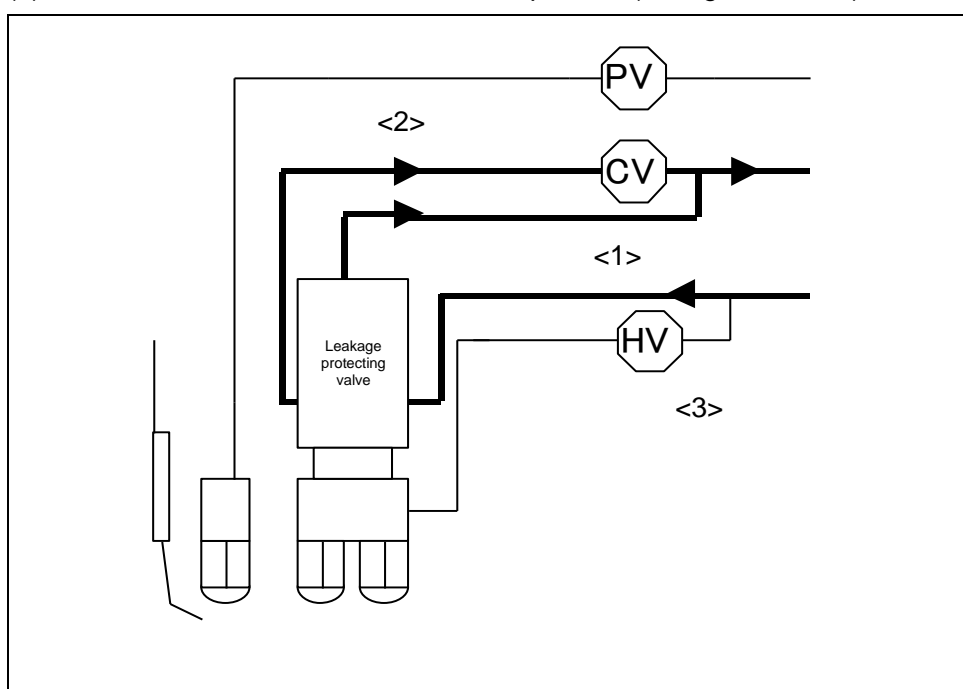 PV
<2>
CV
<1>
Leakage
protecting
valve
HV
<3>